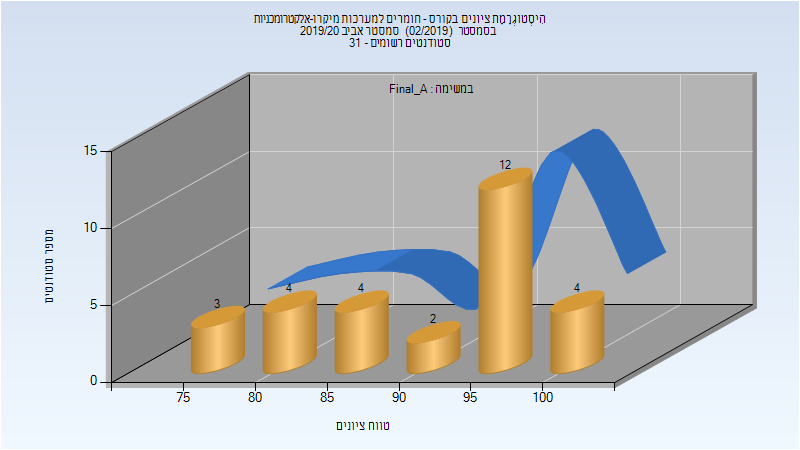 היסטוגרמת ציונים בקורס - חומרים למערכות מיקרו-אלקטרומכניות
בסמסטר (02/2019) סמסטר אביב 2019/20
סטודנטים רשומים - 31
במשימה : Final_A
15
10
5
0
מספר סטודנטים
3
4
4
2
12
4
75
80
85
90
95
100
טווח ציונים